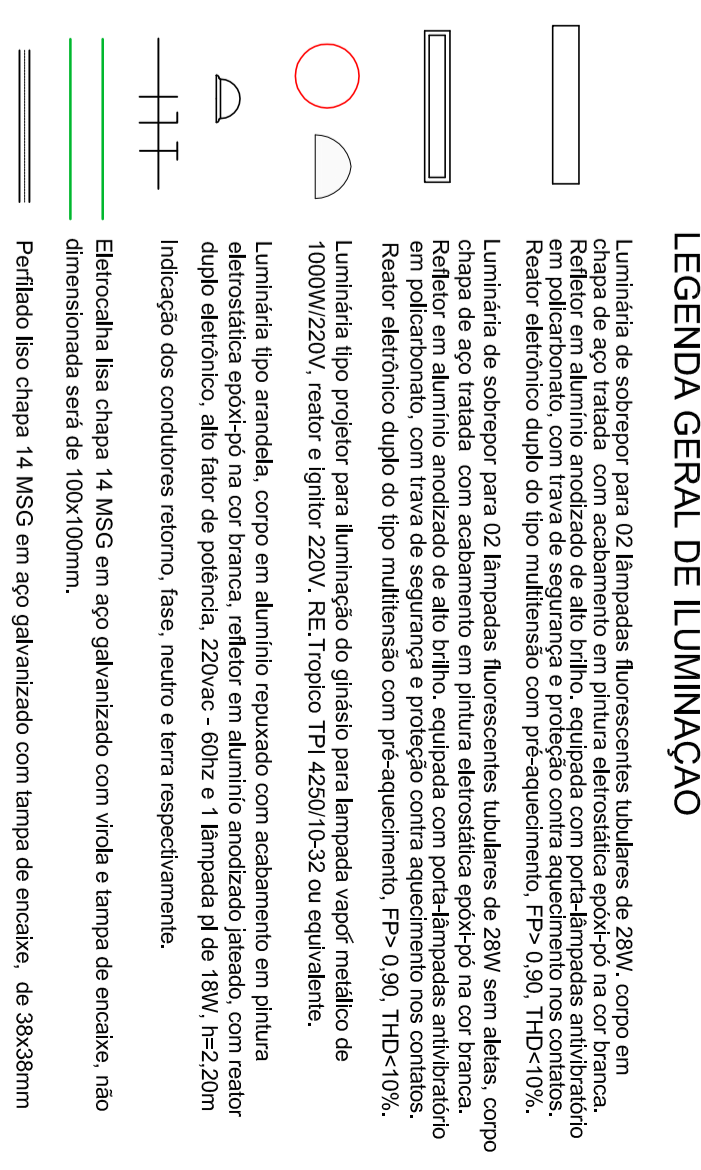 LEGENDA GERAL DE ILUMINAÇAO
Luminária de sobrepor para 02 lâmpadas fluorescentes tubulares de 28W. corpo em
chapa de aço tratada com acabamento em pintura eletrostática epóxi-pó na cor branca.
Refletor em alumínio anodizado de alto brilho. equipada com porta-lâmpadas antivibratório
em policarbonato, com trava de segurança e proteção contra aquecimento nos contatos.
Reator eletrônico duplo do tipo multitensão com pré-aquecimento, FP> 0,90, THD<10%.
Luminária de sobrepor para 02 lâmpadas fluorescentes tubulares de 28W sem aletas, corpo
chapa de aço tratada com acabamento em pintura eletrostática epóxi-pó na cor branca.
Refletor em alumínio anodizado de alto brilho. equipada com porta-lâmpadas antivibratório
em policarbonato, com trava de segurança e proteção contra aquecimento nos contatos.
Reator eletrônico duplo do tipo multitensão com pré-aquecimento, FP> 0,90, THD<10%.
Luminária tipo projetor para iluminação do ginásio para lampada vapor metálico de
1000W/220V, reator e ignitor 220V. RE.Tropico TPI 4250/10-32 ou equivalente.
Luminária tipo arandela, corpo em alumínio repuxado com acabamento em pintura
eletrostática epóxi-pó na cor branca, refletor em alumínio anodizado jateado, com reator
duplo eletrônico, alto fator de potência, 220vac - 60hz e 1 lâmpada pl de 18W, h=2,20m
Indicação dos condutores retorno, fase, neutro e terra respectivamente.
Eletrocalha lisa chapa 14 MSG em aço galvanizado com virola e tampa de encaixe, não
dimensionada será de 100x100mm.
Perfilado liso chapa 14 MSG em aço galvanizado com tampa de encaixe, de 38x38mm